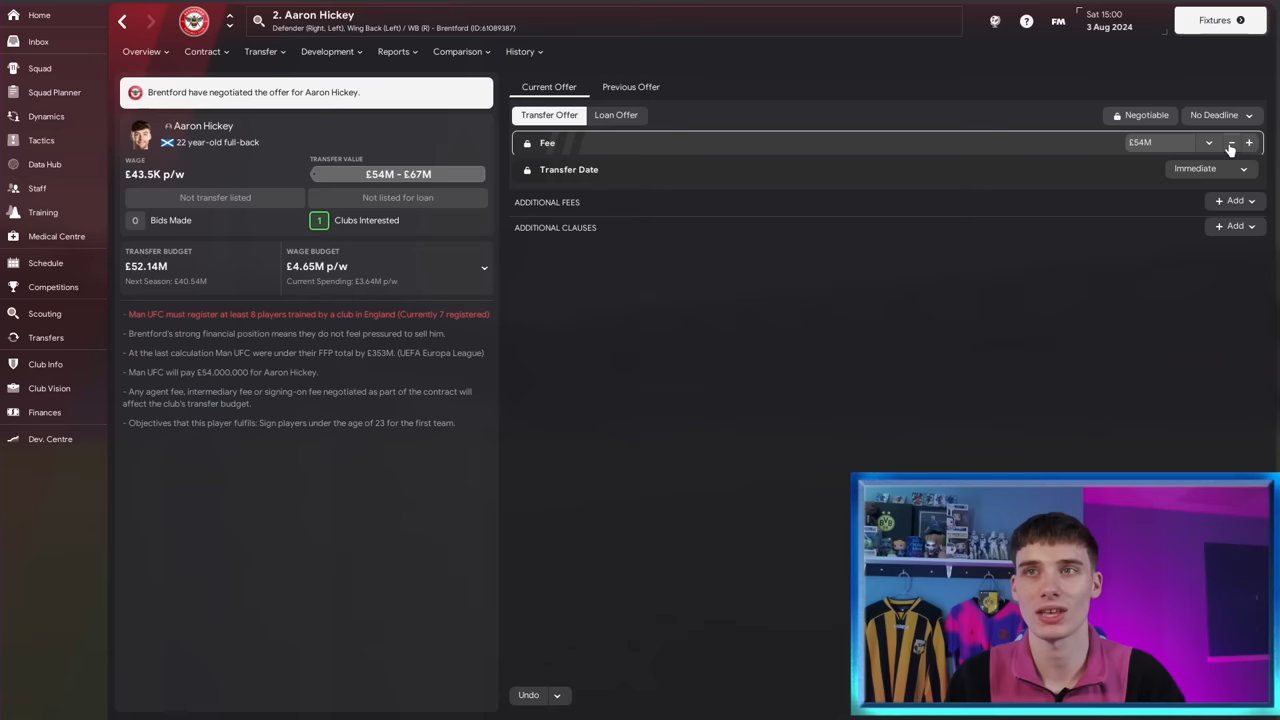 Home
Inbox
Squad
Squad Planner
Dynamics
Tactics
Data Hub
Staff
Training
Medical Centre
Schedule
Competitions
Scouting
Transfers
Club Info
Club Vision
Finances
Dev. Centre
2. Aaron Hickey
Defender (Right, Left), Wing Back (Left) / WB (R) - Brentford (ID:61089387)
FM
Sat 15:00
3 Aug 2024
Fixtures
Overview
Contract
Transfer
Development
Reports
Comparison
History
Brentford have negotiated the offer for Aaron Hickey.
Aaron Hickey
22 year-old full-back
WAGE
£43.5K p/w
TRANSFER VALUE
£54M - £67M
Not transfer listed
Not listed for loan
0 Bids Made
1 Clubs Interested
TRANSFER BUDGET
£52.14M
Next Season: £40.54M
WAGE BUDGET
£4.65M p/w
Current Spending: £3.64M p/w
- Man UFC must register at least 8 players trained by a club in England (Currently 7 registered)
- Brentford's strong financial position means they do not feel pressured to sell him.
- At the last calculation Man UFC were under their FFP total by £353M. (UEFA Europa League)
- Man UFC will pay £54,000,000 for Aaron Hickey.
- Any agent fee, intermediary fee or signing-on fee negotiated as part of the contract will
affect the club's transfer budget.
- Objectives that this player fulfils: Sign players under the age of 23 for the first team.
Current Offer
Previous Offer
Transfer Offer
Loan Offer
Negotiable
No Deadline
Fee
£54M
Transfer Date
Immediate
ADDITIONAL FEES
+ Add
ADDITIONAL CLAUSES
+ Add
Undo
BVB
09